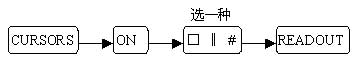 选一种
CURSORS ON □ ‖ # READOUT